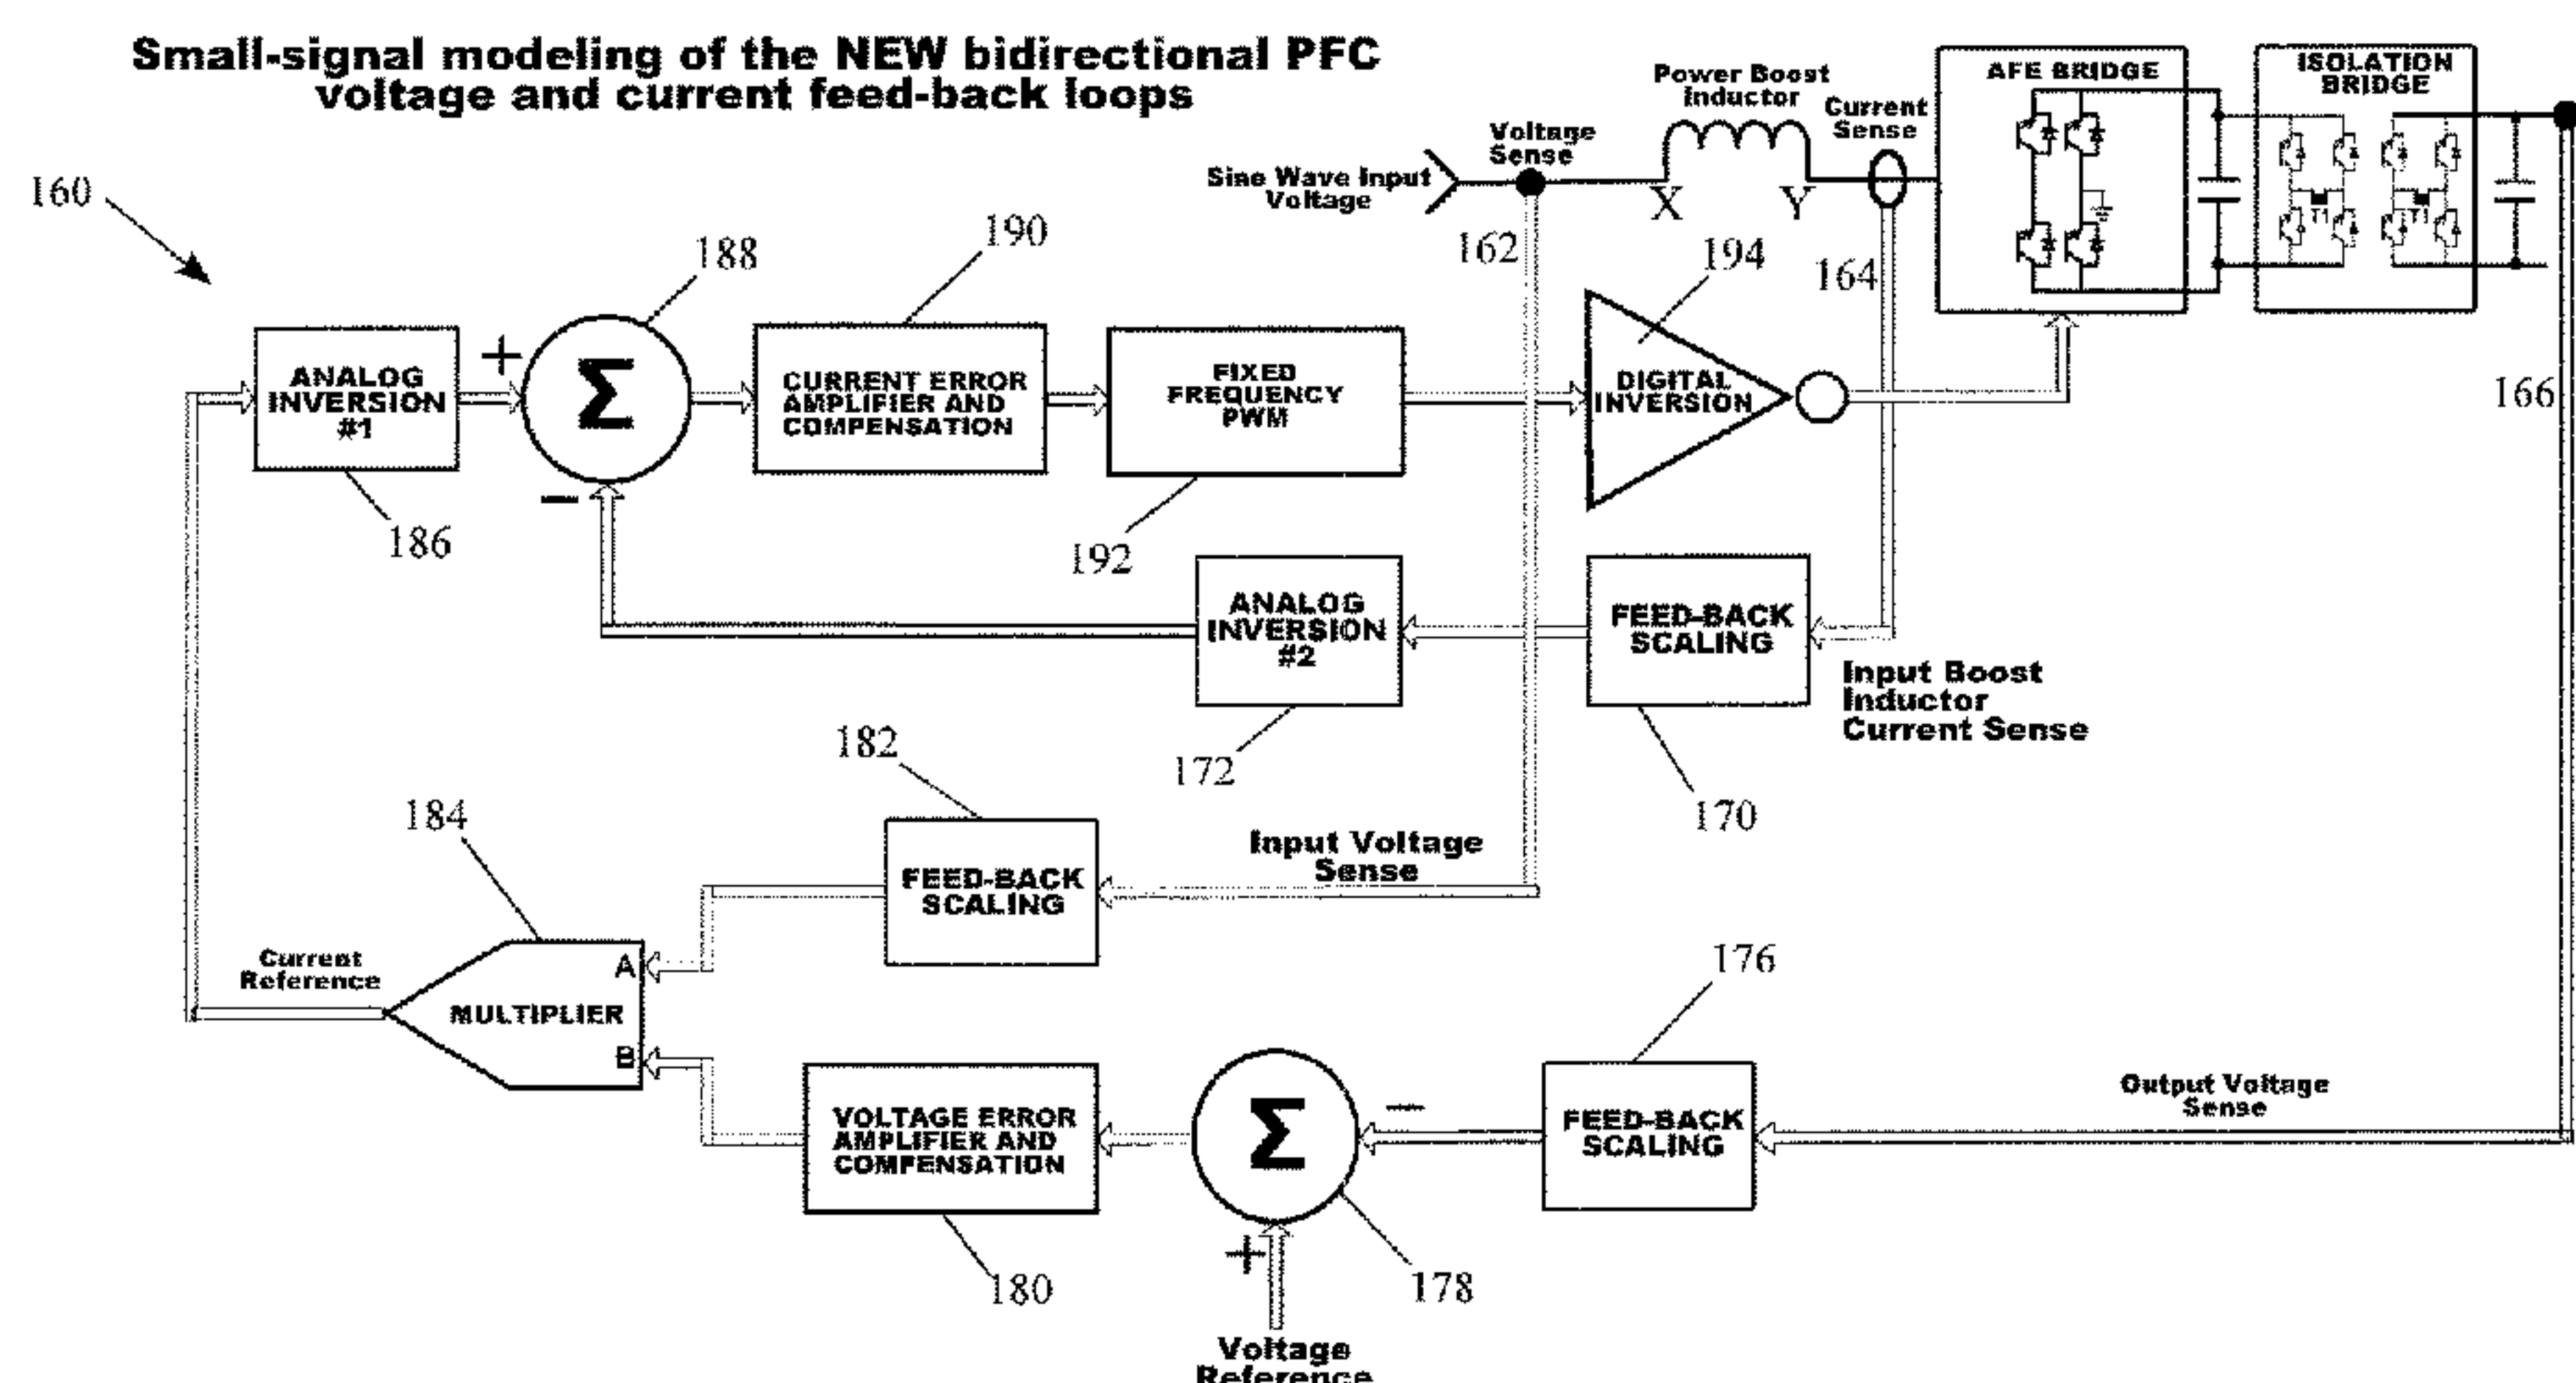 Small-signal modeling of the NEW bidirectional PFC
voltage and current feed-back loops
160
Sine Wave Input
Voltage
Voltage
Sense
Power Boost
Inductor
X
Y
Current
Sense
AFE BRIDGE
ISOLATION
BRIDGE
T1
T1
162
164
166
188
190
194
+
ANALOG
INVERSION
#1
Σ
CURRENT ERROR
AMPLIFIER AND
COMPENSATION
FIXED
FREQUENCY
PWM
DIGITAL
INVERSION
−
186
192
ANALOG
INVERSION
#2
FEED-BACK
SCALING
Input Boost
Inductor
Current Sense
172
170
182
184
FEED-BACK
SCALING
Input Voltage
Sense
Current
Reference
A
MULTIPLIER
B
176
VOLTAGE ERROR
AMPLIFIER AND
COMPENSATION
Σ
−
FEED-BACK
SCALING
Output Voltage
Sense
+
180
178
Voltage
Reference